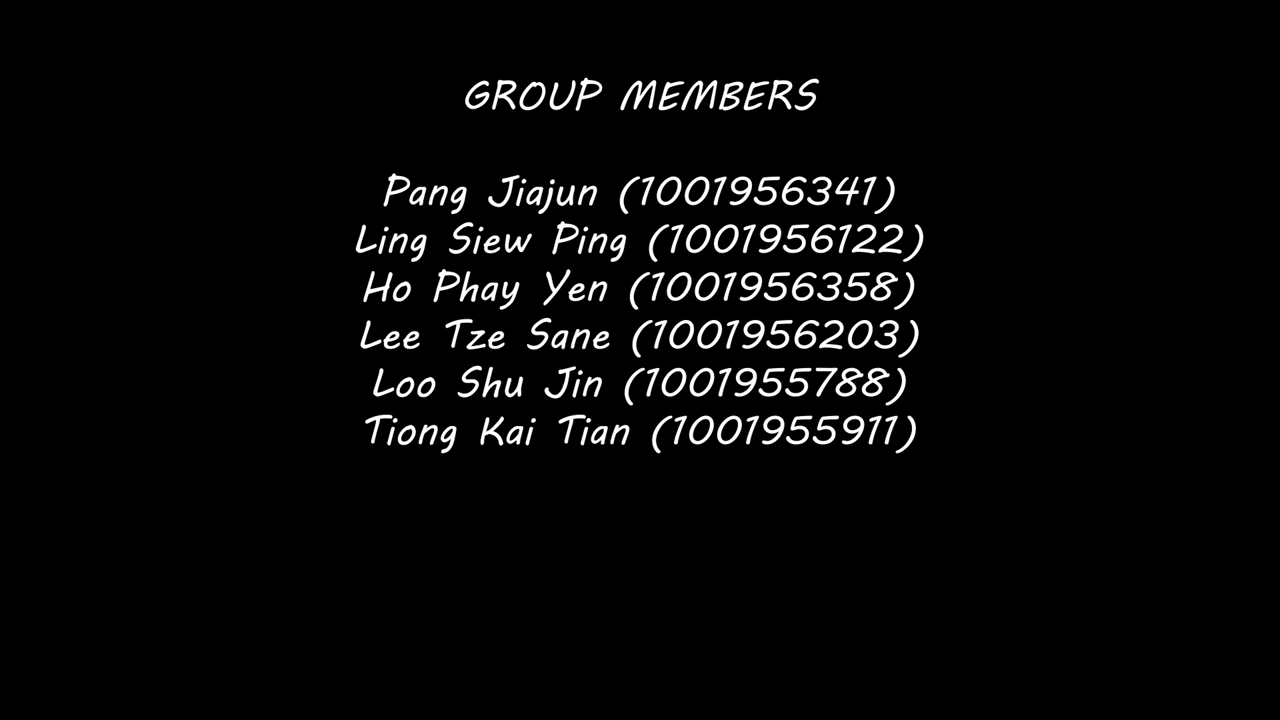 GROUP MEMBERS
Pang Jiajun (1001956341)
Ling Siew Ping (1001956122)
Ho Phay Yen (1001956358)
Lee Tze Sane (1001956203)
Loo Shu Jin (1001955788)
Tiong Kai Tian (1001955911)